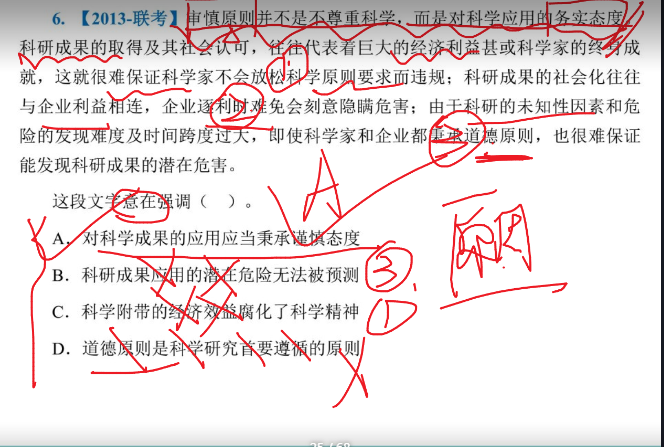 6. 【2013-联考】审慎原则并不是不尊重科学，而是对科学应用的务实态度。
科研成果的取得及其社会认可，往往代表着巨大的经济利益甚或科学家的终身成
就，这就很难保证科学家不会放松科学原则要求而违规；科研成果的社会化往往
与企业利益相连，企业逐利时难免会刻意隐瞒危害；由于科研的未知性因素和危
险的发现难度及时间跨度过大，即使科学家和企业都秉承道德原则，也很难保证
能发现科研成果的潜在危害。
这段文字意在强调（ ）。
A. 对科学成果的应用应当秉承谨慎态度
B. 科研成果应用的潜在危险无法被预测
C. 科学附带的经济效益腐化了科学精神
D. 道德原则是科学研究首要遵循的原则
① ② ③
A
③
①